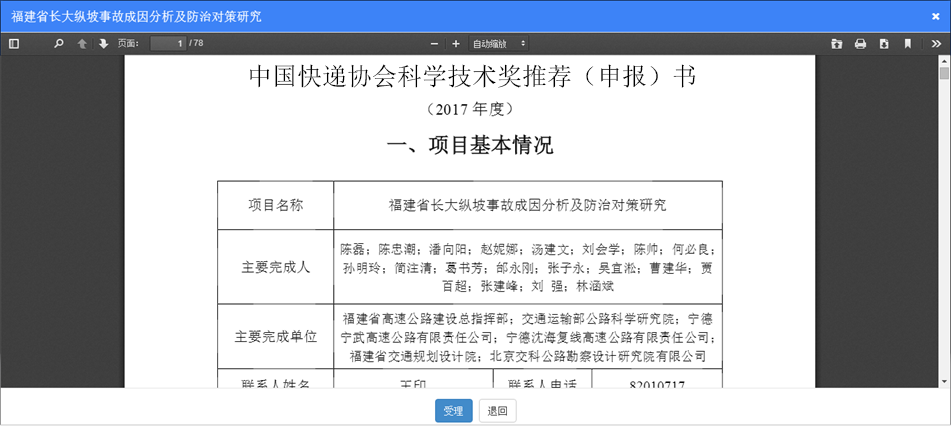 福建省长大纵坡事故成因分析及防治对策研究
页面: 1 / 78
自动缩放
中国快递协会科学技术奖推荐（申报）书
（2017 年度）
一、项目基本情况
项目名称
福建省长大纵坡事故成因分析及防治对策研究
主要完成人
陈磊；陈忠潮；潘向阳；赵妮娜；汤建文；刘会学；陈帅；何必良；
孙明玲；简注清；葛书芳；邰永刚；张子永；吴宜淞；曹建华；贾
百超；张建峰；刘 强；林涵斌
主要完成单位
福建省高速公路建设总指挥部；交通运输部公路科学研究院；宁德
宁武高速公路有限责任公司；宁德沈海复线高速公路有限责任公司；
福建省交通规划设计院；北京交科公路勘察设计研究院有限公司
联系人姓名
王印
联系人电话
82010717
受理
退回